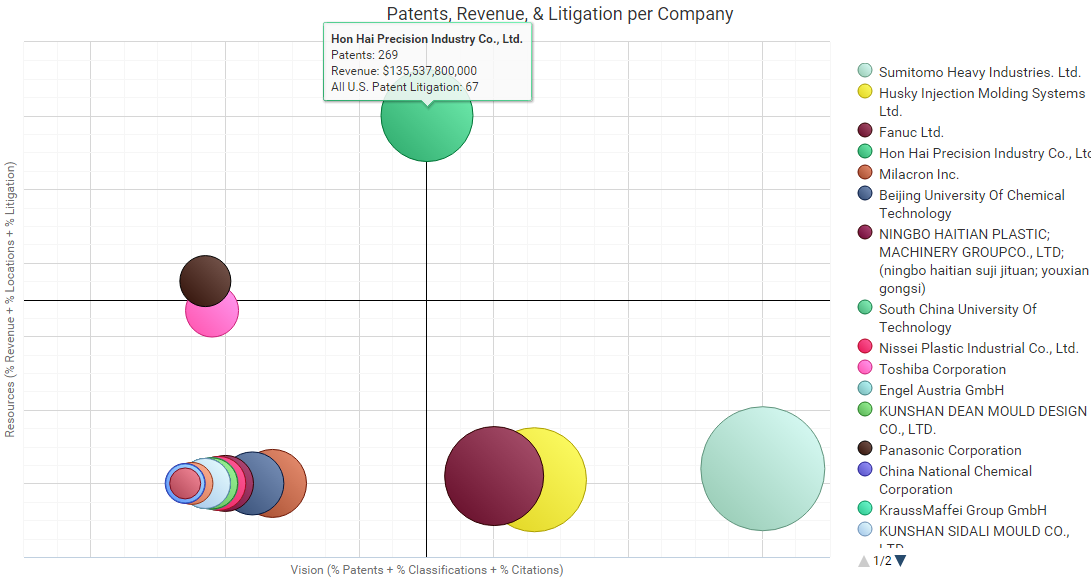 Patents, Revenue, & Litigation per Company
Hon Hai Precision Industry Co., Ltd.
Patents: 269
Revenue: $135,537,800,000
All U.S. Patent Litigation: 67
Resources (% Revenue + % Locations + % Litigation)
Vision (% Patents + % Classifications + % Citations)
Sumitomo Heavy Industries. Ltd.
Husky Injection Molding Systems
Ltd.
Fanuc Ltd.
Hon Hai Precision Industry Co., Ltd
Milacron Inc.
Beijing University Of Chemical
Technology
NINGBO HAITIAN PLASTIC;
MACHINERY GROUPCO., LTD;
(ningbo haitian suji jituan; youxian
gongsi)
South China University Of
Technology
Nissei Plastic Industrial Co., Ltd.
Toshiba Corporation
Engel Austria GmbH
KUNSHAN DEAN MOULD DESIGN
CO., LTD.
Panasonic Corporation
China National Chemical
Corporation
KraussMaffei Group GmbH
KUNSHAN SIDALI MOULD CO.,
LTD
1/2